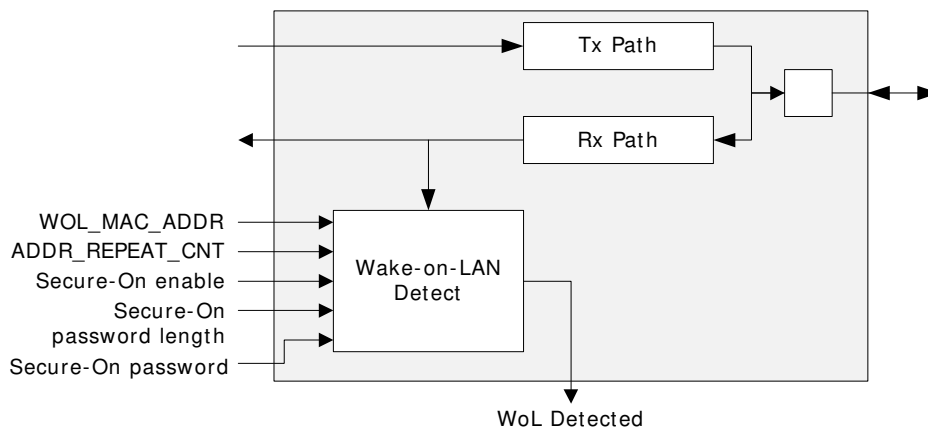 Tx Path
Rx Path
WOL_MAC_ADDR
ADDR_REPEAT_CNT
Secure-On enable
Secure-On
password length
Secure-On password
Wake-on-LAN
Detect
WoL Detected